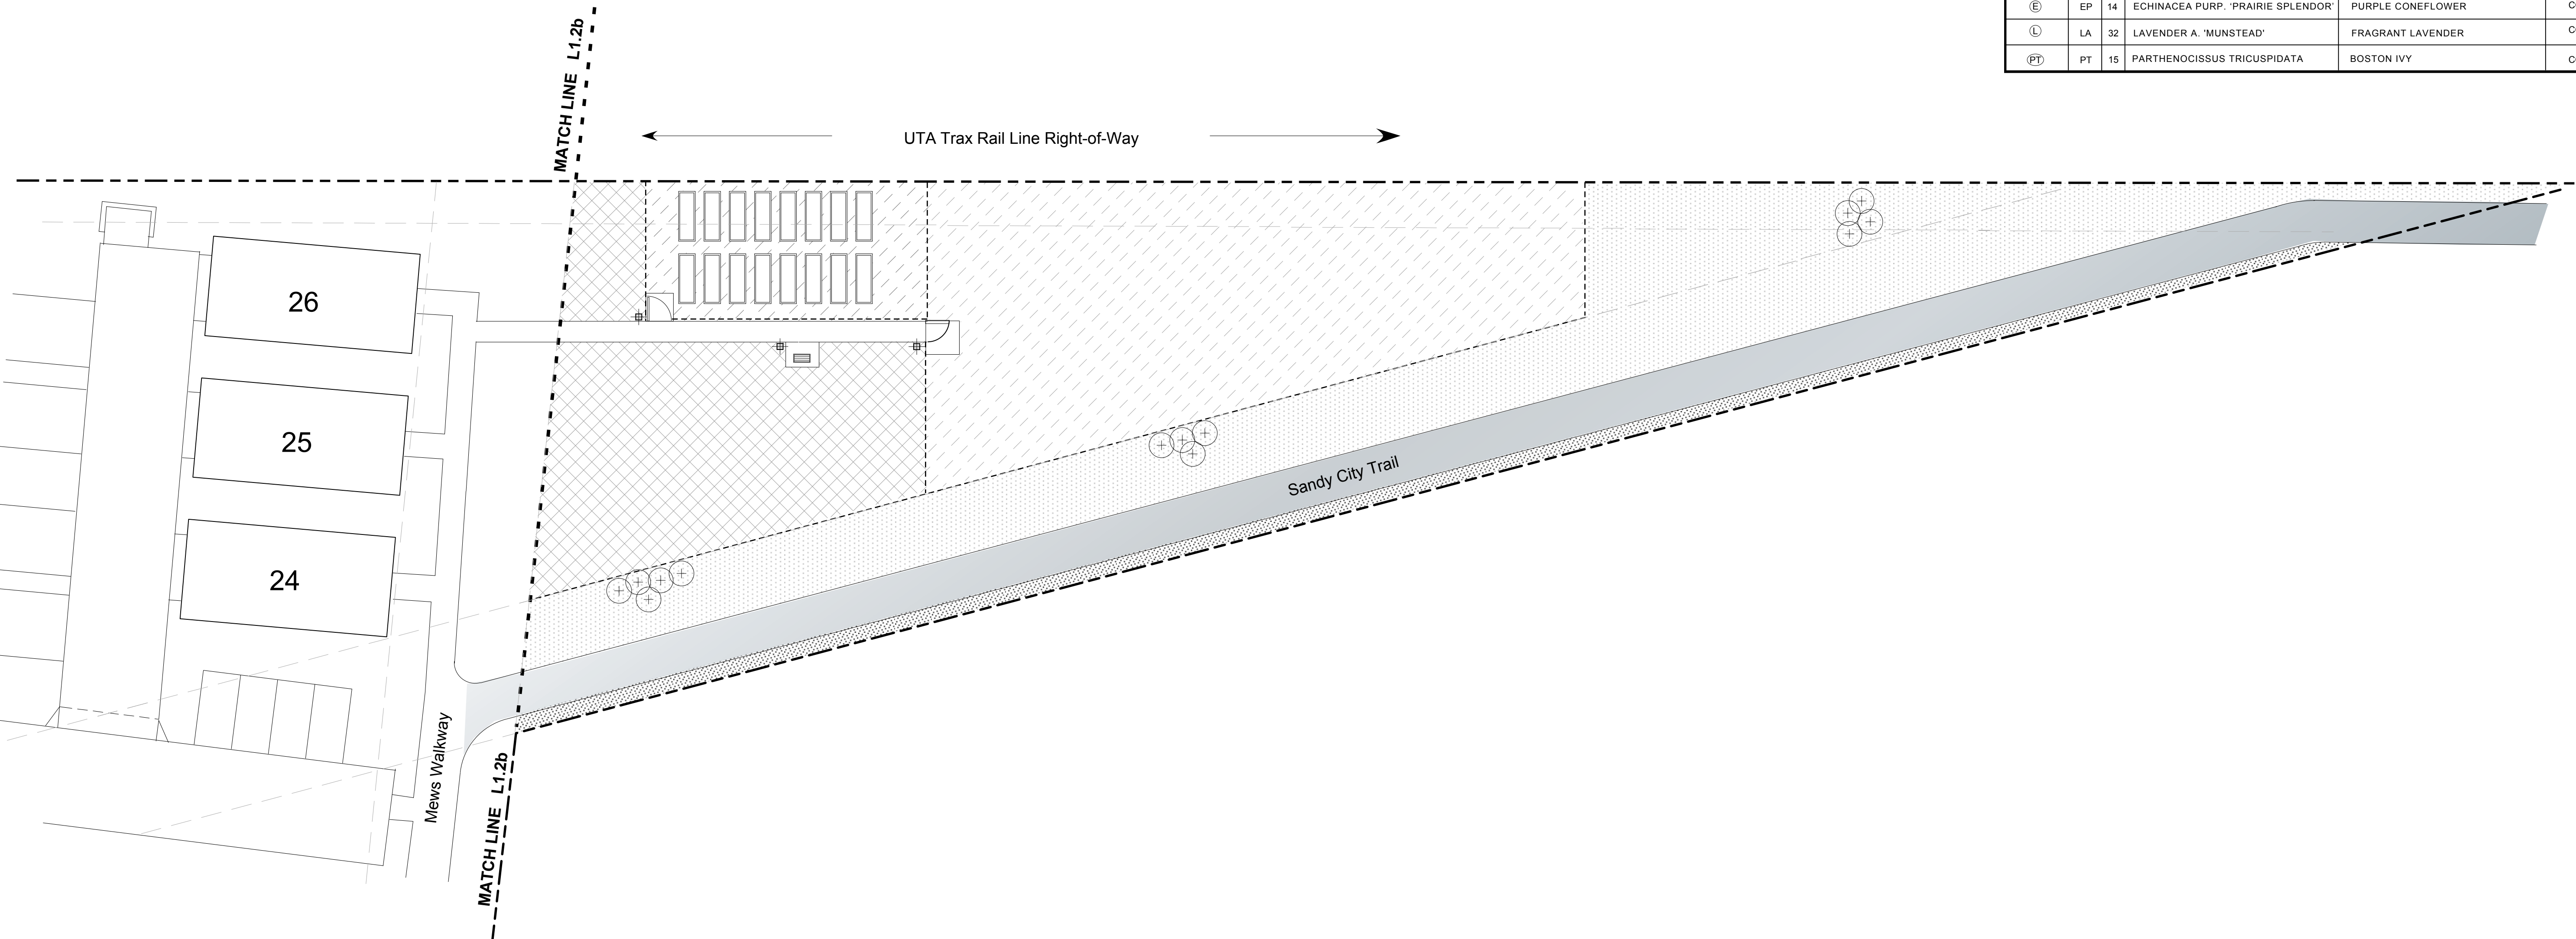 E EP 14 ECHINACEA PURP. 'PRAIRIE SPLENDOR' PURPLE CONEFLOWER
L LA 32 LAVENDER A. 'MUNSTEAD' FRAGRANT LAVENDER
PT PT 15 PARTHENOCISSUS TRICUSPIDATA BOSTON IVY
MATCH LINE L1.2b
UTA Trax Rail Line Right-of-Way
26
25
24
Sandy City Trail
Mews Walkway
MATCH LINE L1.2b